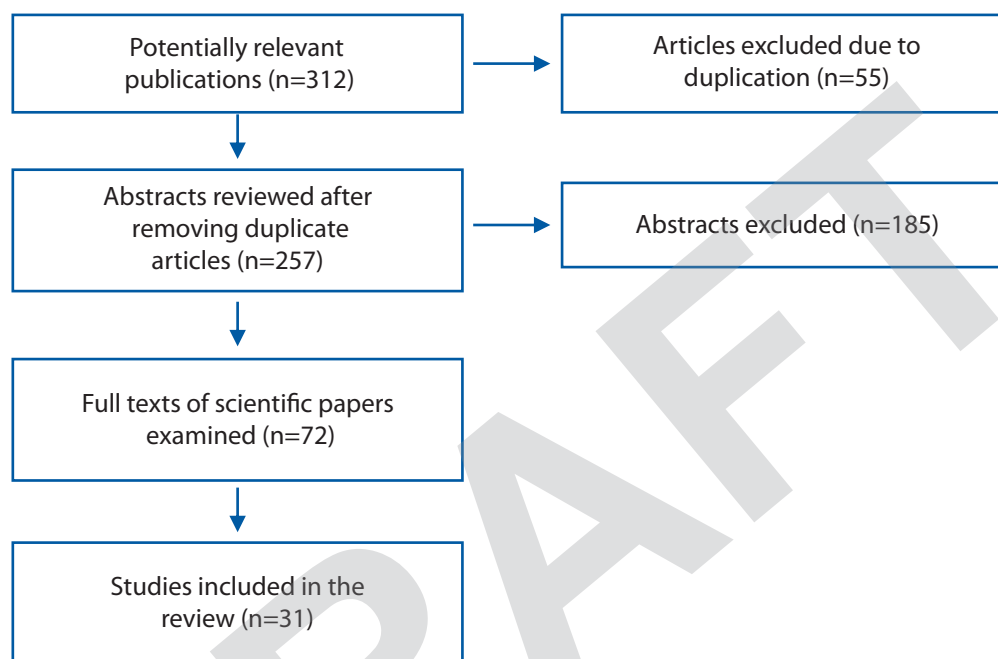 Potentially relevant
publications (n=312)
Articles excluded due to
duplication (n=55)
Abstracts reviewed after
removing duplicate
articles (n=257)
Abstracts excluded (n=185)
Full texts of scientific papers
examined (n=72)
Studies included in the
review (n=31)
RAFT